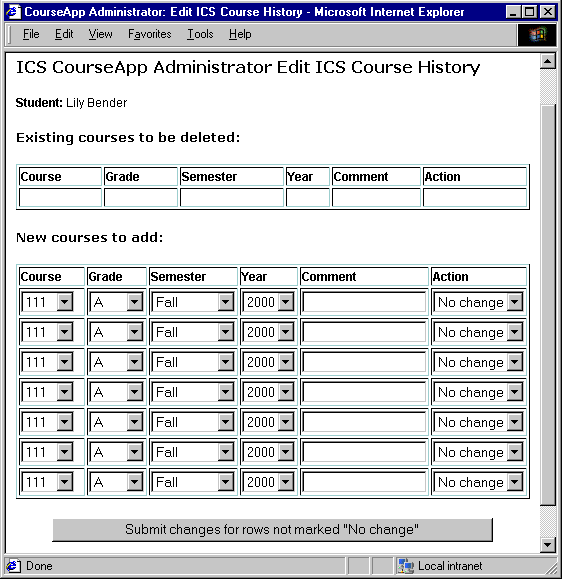 CourseApp Administrator: Edit ICS Course History - Microsoft Internet Explorer
File Edit View Favorites Tools Help
ICS CourseApp Administrator Edit ICS Course History
Student: Lily Bender
Existing courses to be deleted:
Course Grade Semester Year Comment Action
New courses to add:
Course Grade Semester Year Comment Action
111 A Fall 2000 No change
111 A Fall 2000 No change
111 A Fall 2000 No change
111 A Fall 2000 No change
111 A Fall 2000 No change
111 A Fall 2000 No change
111 A Fall 2000 No change
Submit changes for rows not marked "No change"
Done Local intranet